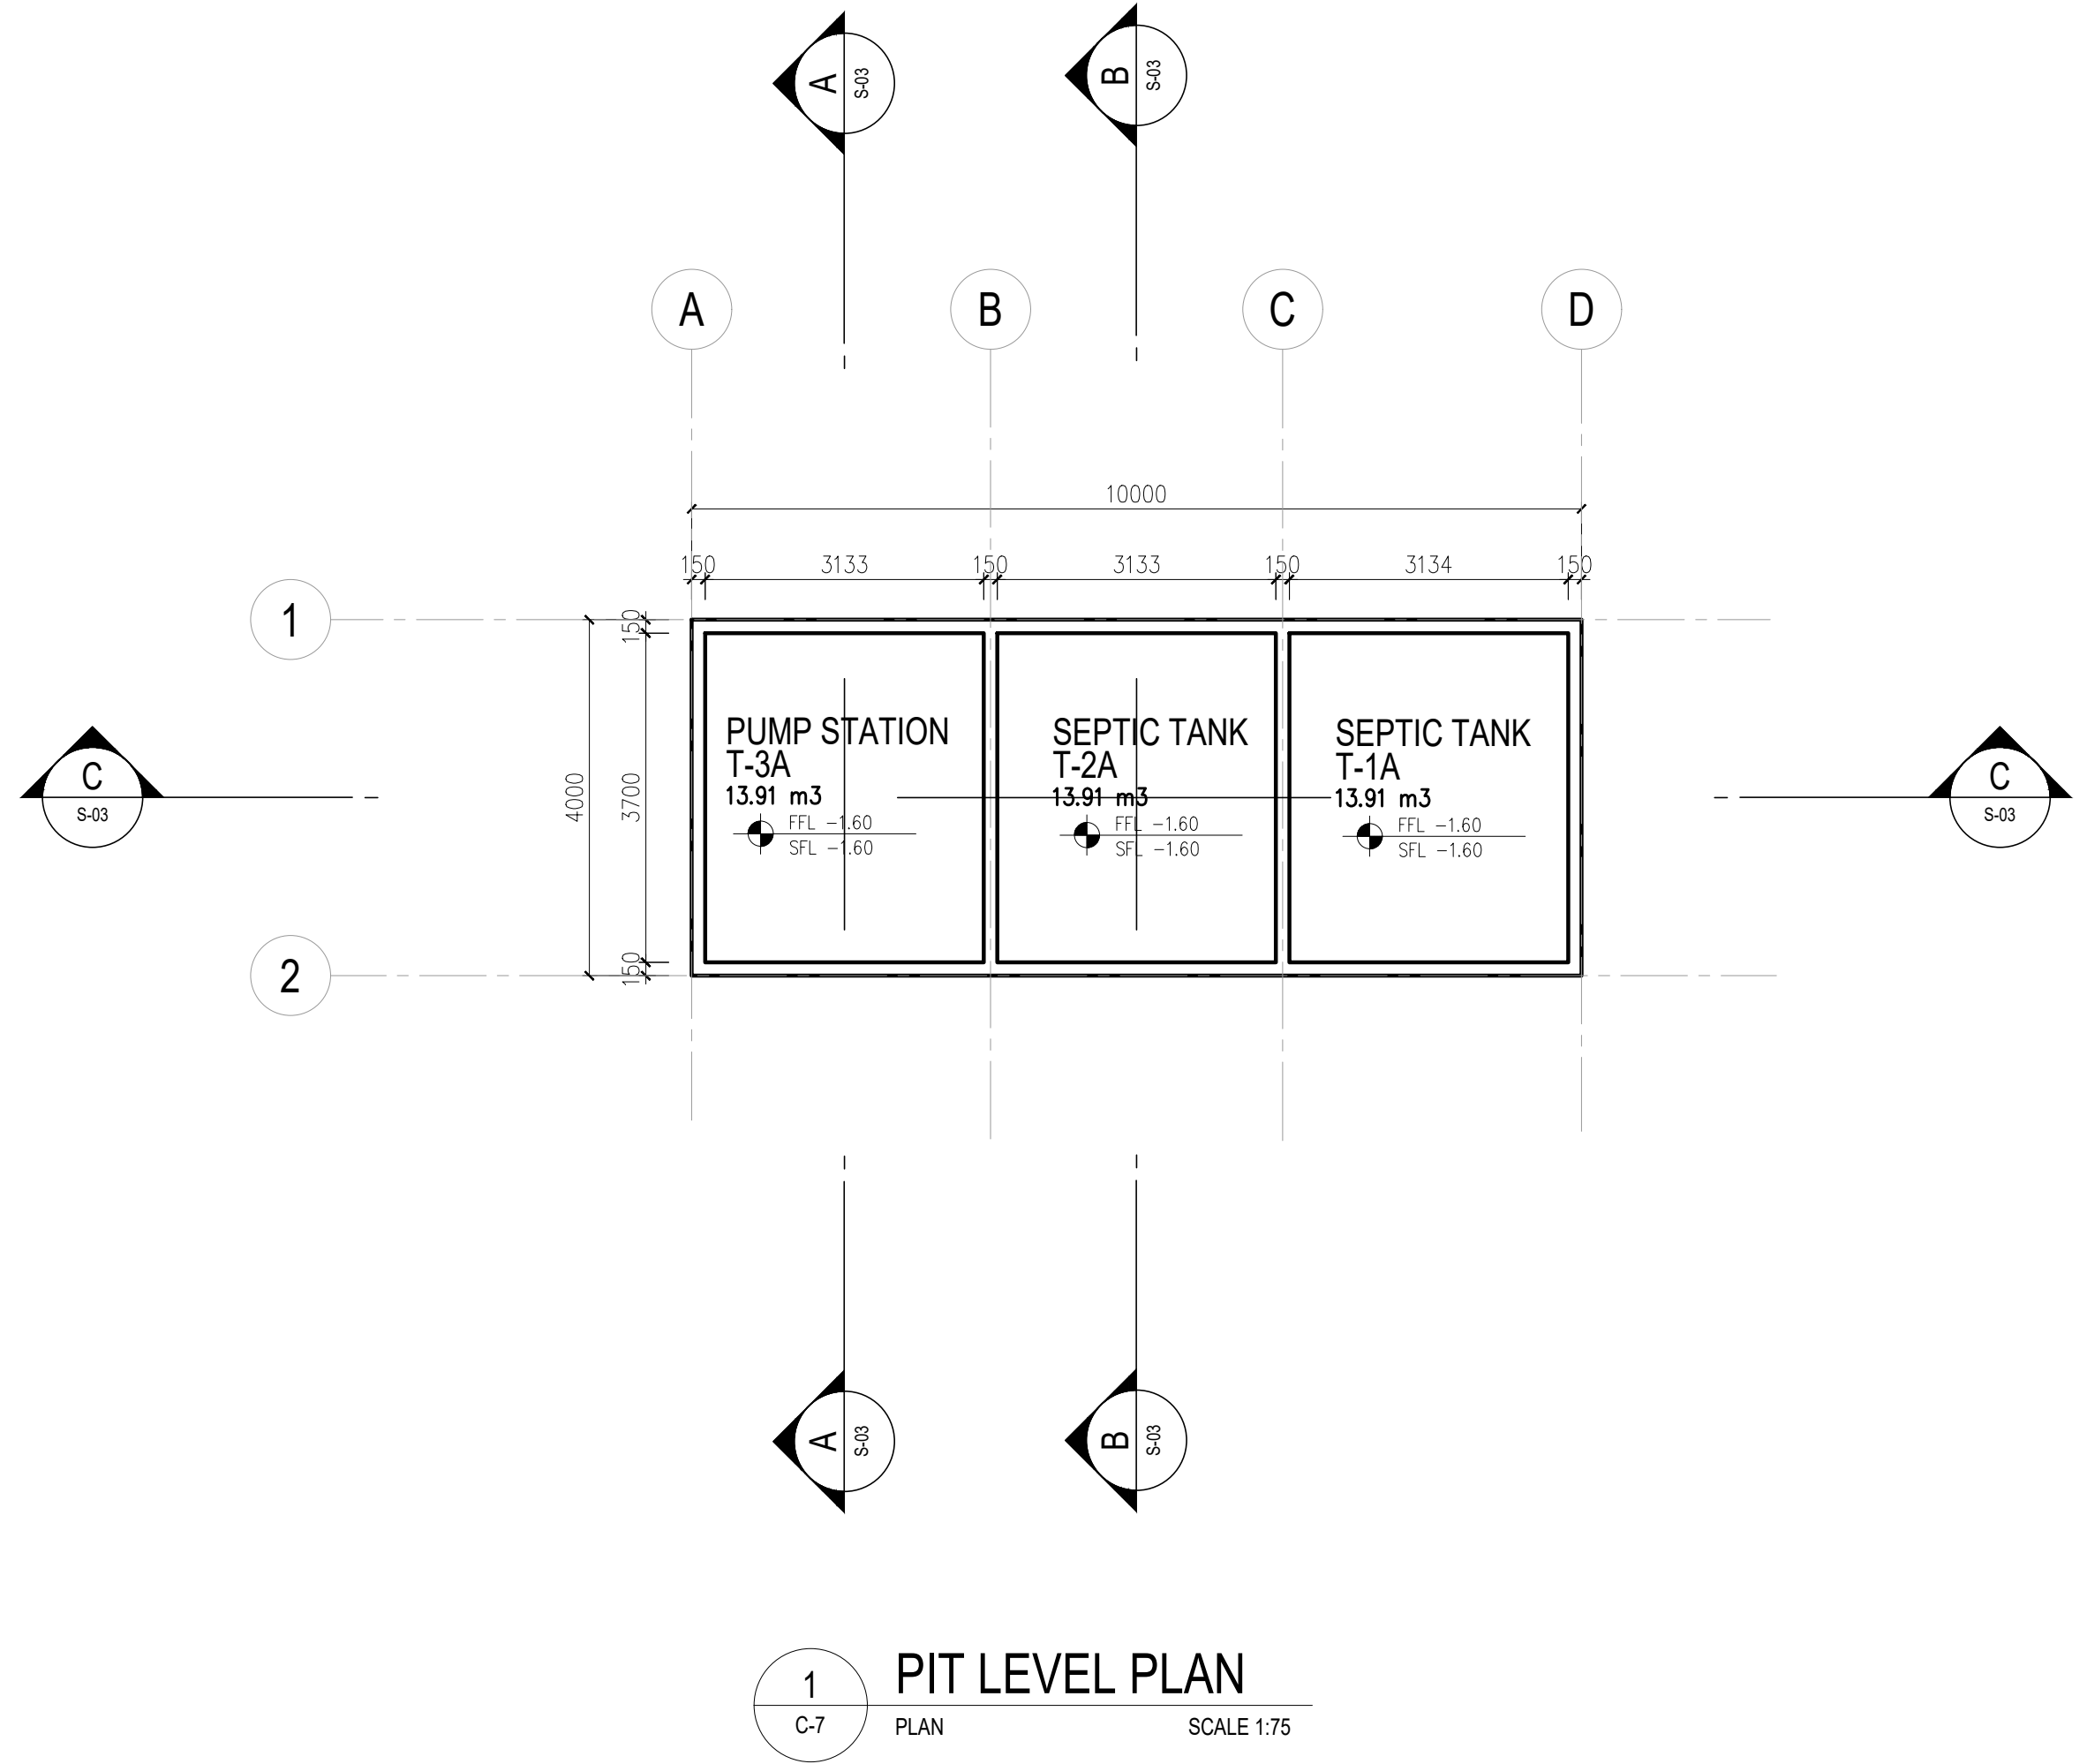 A
S-03
B
S-03
A
B
C
D
10000
150
3133
150
3133
150
3134
150
1
150
4000
3700
150
2
C
S-03
PUMP STATION
T-3A
13.91 m3
FFL -1.60
SFL -1.60
SEPTIC TANK
T-2A
13.91 m3
FFL -1.60
SFL -1.60
SEPTIC TANK
T-1A
13.91 m3
FFL -1.60
SFL -1.60
C
S-03
A
S-03
B
S-03
1
C-7
PIT LEVEL PLAN
PLAN
SCALE 1:75